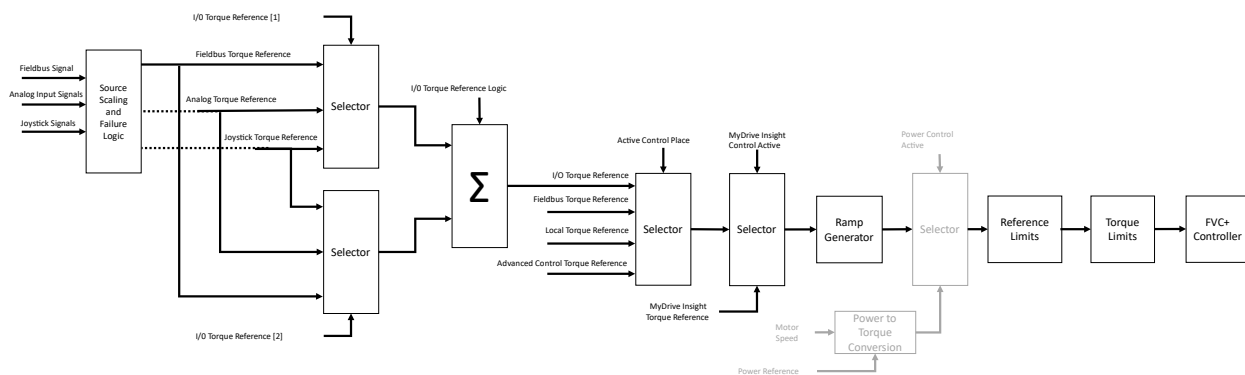 I/0 Torque Reference [1]
Fieldbus Torque Reference
Fieldbus Signal
Analog Input Signals
Joystick Signals
Source
Scaling
and
Failure
Logic
Analog Torque Reference
Joystick Torque Reference
Selector
Selector
I/0 Torque Reference [2]
I/0 Torque Reference Logic
Σ
Active Control Place
I/O Torque Reference
Fieldbus Torque Reference
Local Torque Reference
Advanced Control Torque Reference
Selector
MyDrive Insight
Control Active
Selector
MyDrive Insight
Torque Reference
Ramp
Generator
Power Control
Active
Selector
Motor
Speed
Power to
Torque
Conversion
Power Reference
Reference
Limits
Torque
Limits
FVC+
Controller